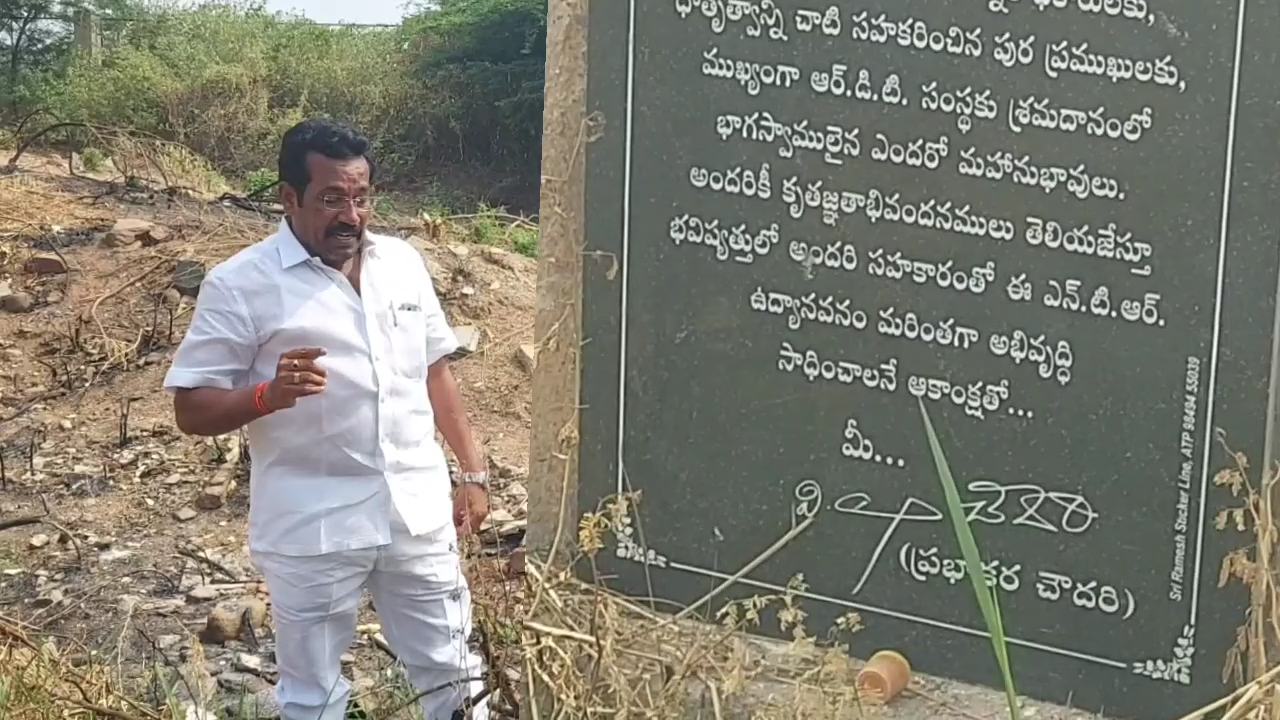 దాతృత్వాన్ని చాటి సహకరించిన పుర ప్రముఖులకు,
ముఖ్యంగా ఆర్.డి.టి. సంస్థకు శ్రమదానంలో
భాగస్వాములైన ఎందరో మహానుభావులు.
అందరికీ కృతజ్ఞతాభివందనములు తెలియజేస్తూ
భవిష్యత్తులో అందరి సహకారంతో ఈ ఎన్.టి.ఆర్.
ఉద్యానవనం మరింతగా అభివృద్ధి
సాధించాలనే ఆకాంక్షతో...
మీ...
(ప్రభాకర చౌదరి)
Sri Ramesh Sticker Line, ATP 98494 55039